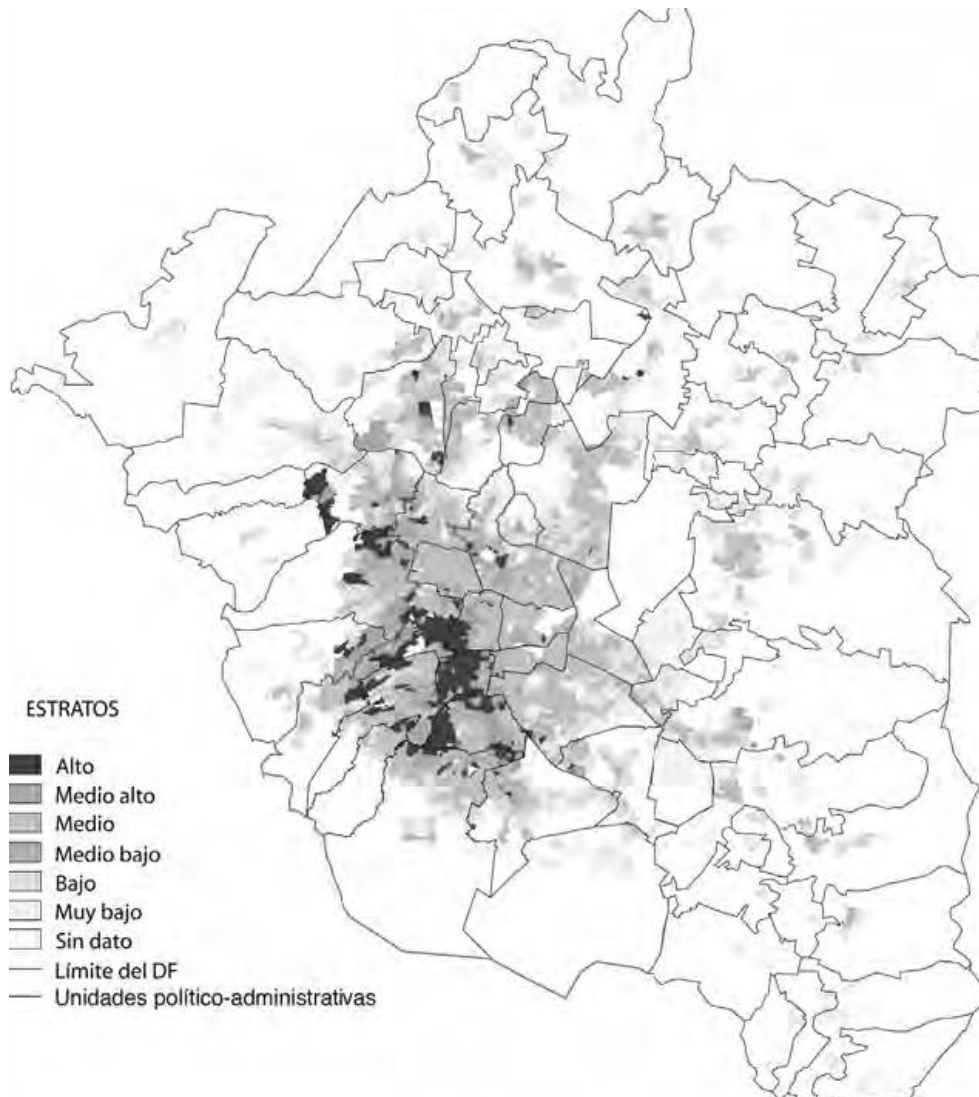 ESTRATOS
Alto
Medio alto
Medio
Medio bajo
Bajo
Muy bajo
Sin dato
Límite del DF
Unidades político-administrativas